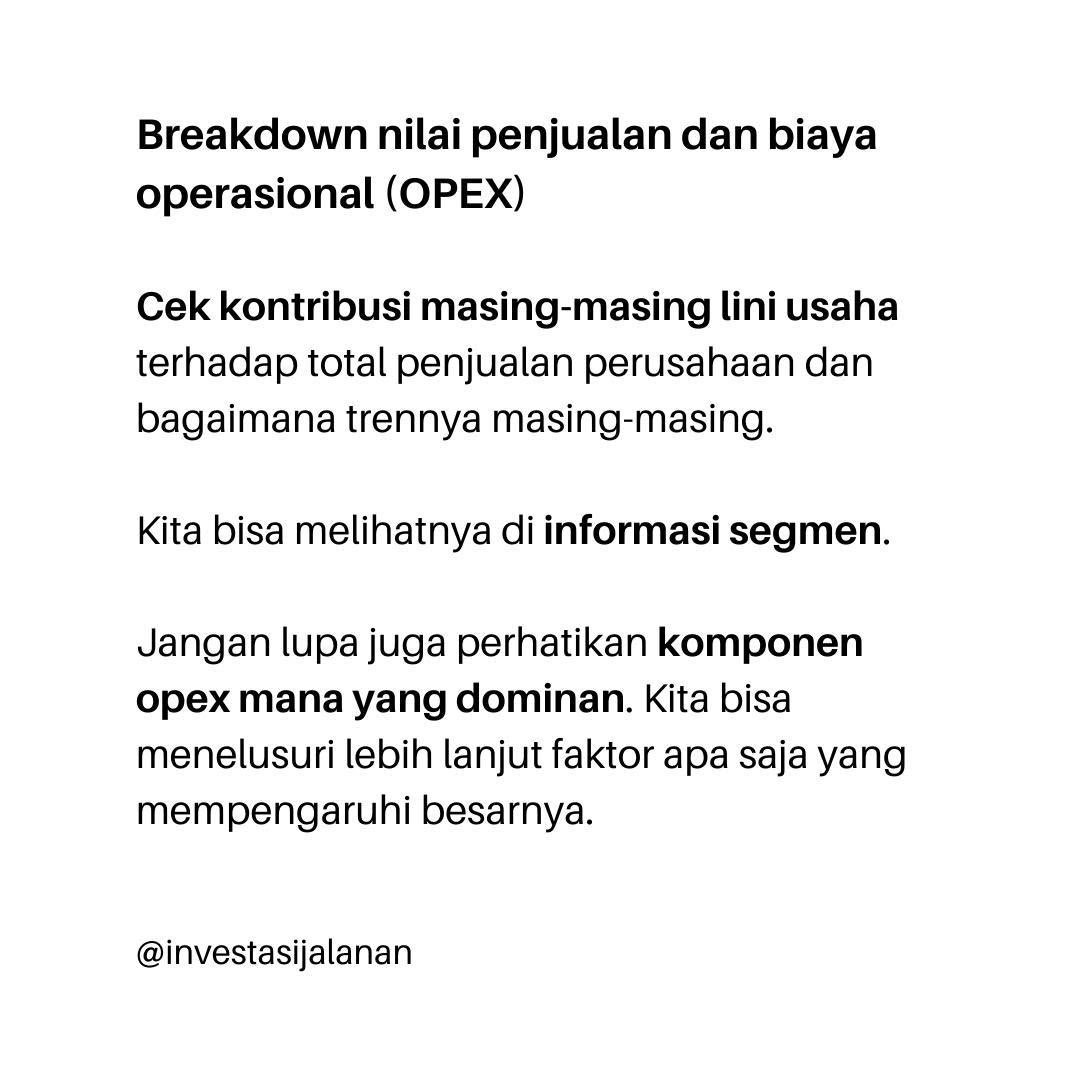 Breakdown nilai penjualan dan biaya
operasional (OPEX)
Cek kontribusi masing-masing lini usaha
terhadap total penjualan perusahaan dan
bagaimana trennya masing-masing.
Kita bisa melihatnya di informasi segmen.
Jangan lupa juga perhatikan komponen
opex mana yang dominan. Kita bisa
menelusuri lebih lanjut faktor apa saja yang
mempengaruhi besarnya.
@investasijalanan